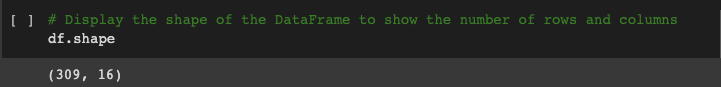 [ ] # Display the shape of the DataFrame to show the number of rows and columns
df.shape
(309, 16)